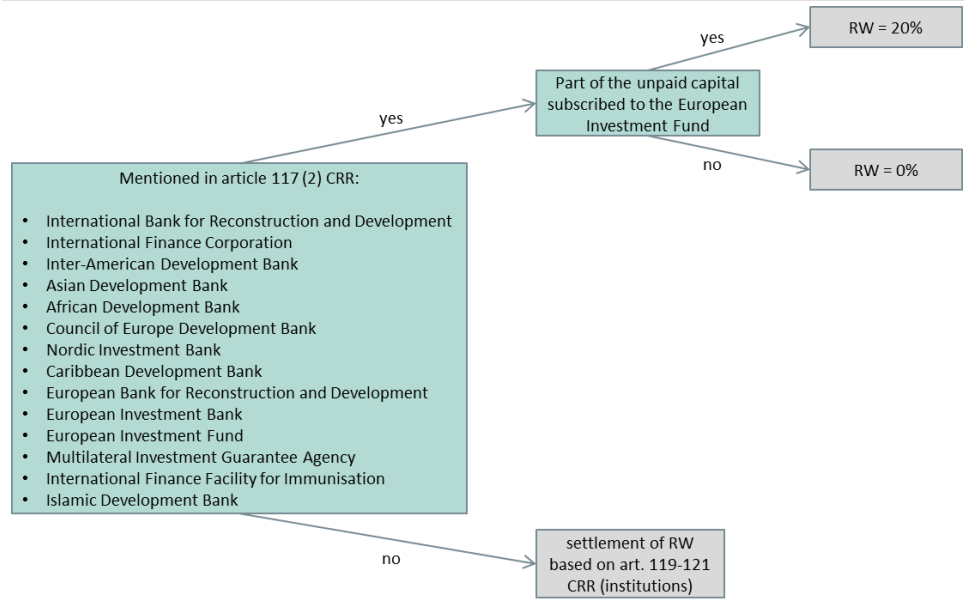 RW = 20%
yes
Part of the unpaid capital
subscribed to the European
Investment Fund
yes
no
RW = 0%
Mentioned in article 117 (2) CRR:
• International Bank for Reconstruction and Development
• International Finance Corporation
• Inter-American Development Bank
• Asian Development Bank
• African Development Bank
• Council of Europe Development Bank
• Nordic Investment Bank
• Caribbean Development Bank
• European Bank for Reconstruction and Development
• European Investment Bank
• European Investment Fund
• Multilateral Investment Guarantee Agency
• International Finance Facility for Immunisation
• Islamic Development Bank
no
settlement of RW
based on art. 119-121
CRR (institutions)